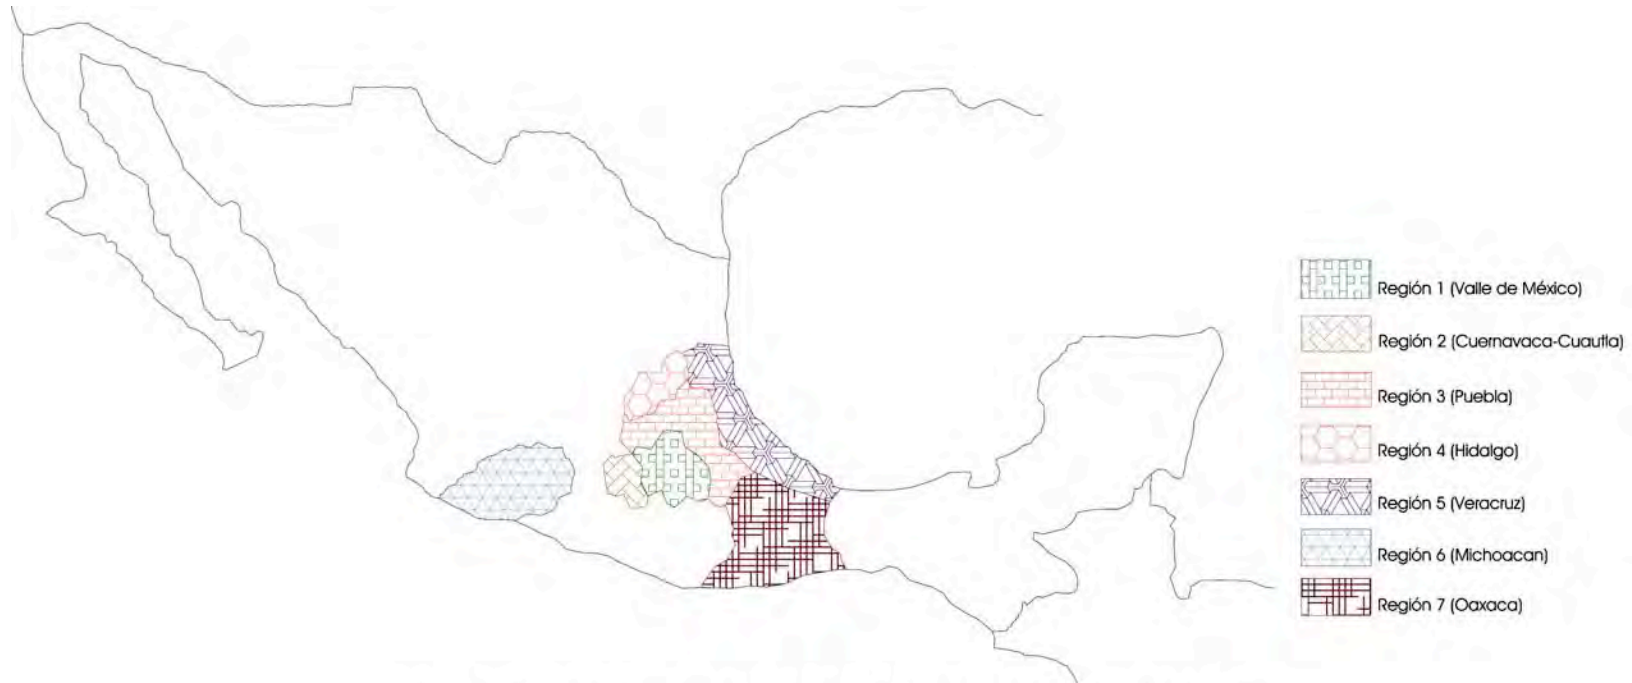 Región 1 (Valle de México)
Región 2 (Cuernavaca-Cuautla)
Región 3 (Puebla)
Región 4 (Hidalgo)
Región 5 (Veracruz)
Región 6 (Michoacan)
Región 7 (Oaxaca)